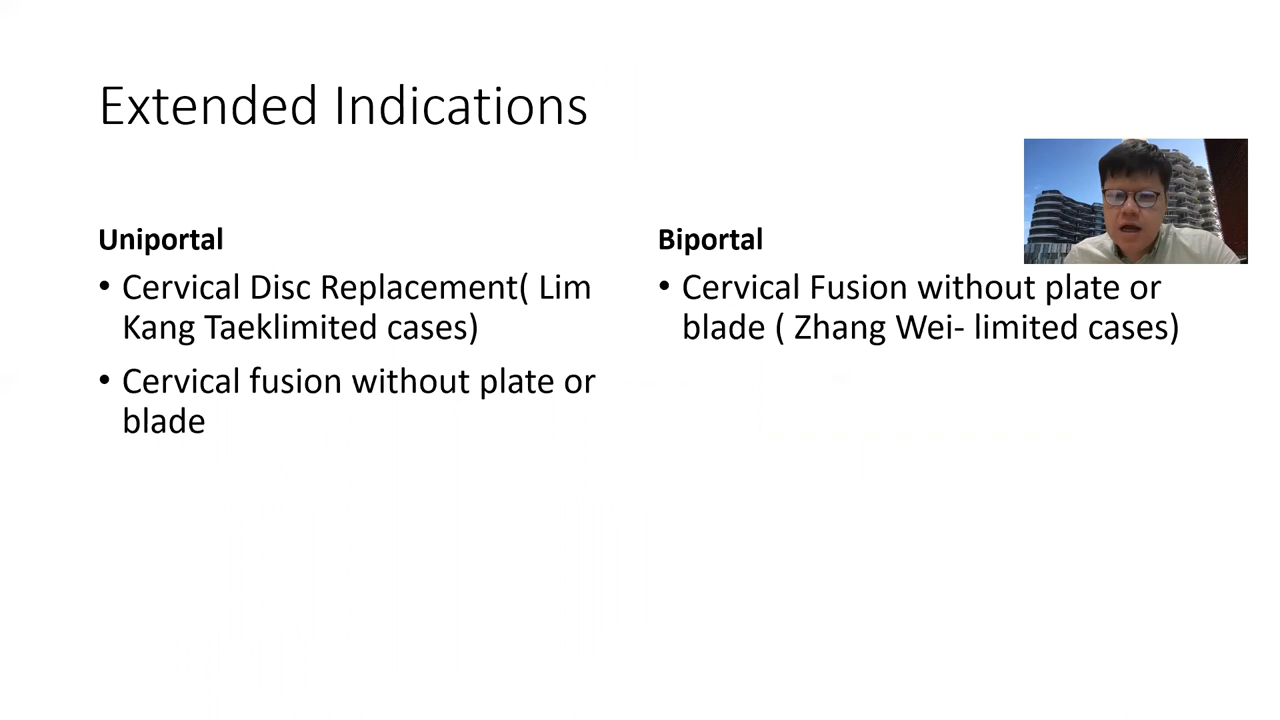 Extended Indications
Uniportal
• Cervical Disc Replacement( Lim
Kang Taeklimited cases)
• Cervical fusion without plate or
blade
Biportal
• Cervical Fusion without plate or
blade ( Zhang Wei- limited cases)